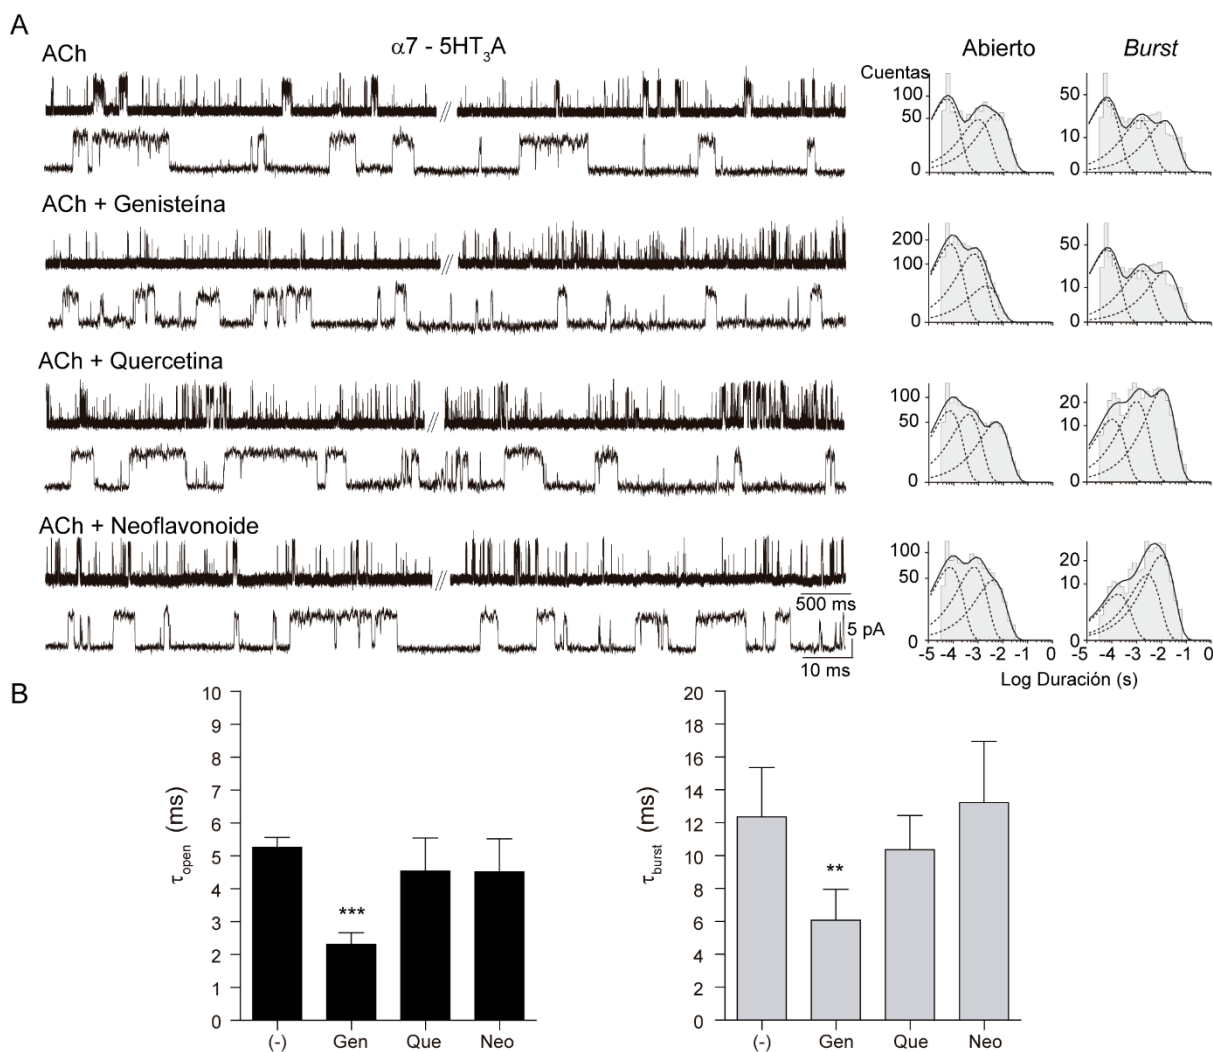 A
α7 - 5HT3A
Abierto
Burst
ACh
Cuentas
100
50
0
50
10
0
ACh + Genisteína
200
100
0
50
10
0
ACh + Quercetina
100
50
0
20
10
0
ACh + Neoflavonoide
100
50
0
20
10
0
500 ms
5 pA
10 ms
-5 -4 -3 -2 -1 0
-5 -4 -3 -2 -1 0
Log Duración (s)
B
τopen (ms)
10
9
8
7
6
5
4
3
2
1
0
***
(-) Gen Que Neo
τburst (ms)
20
18
16
14
12
10
8
6
4
2
0
**
(-) Gen Que Neo